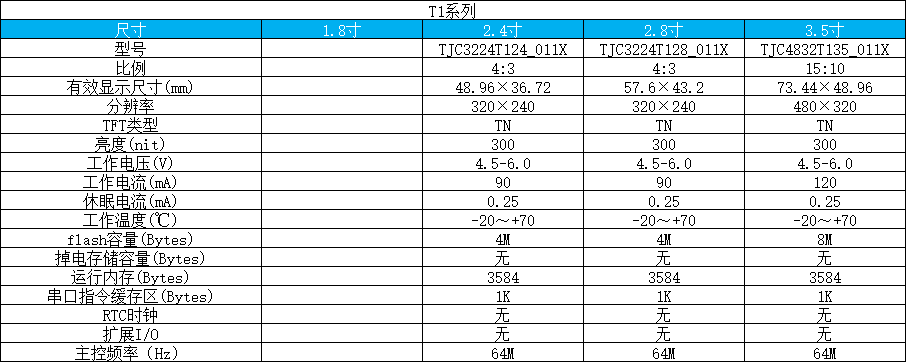 T1系列
尺寸 1.8寸 2.4寸 2.8寸 3.5寸
型号 TJC3224T124_011X TJC3224T128_011X TJC4832T135_011X
比例 4:3 4:3 15:10
有效显示尺寸(mm) 48.96×36.72 57.6×43.2 73.44×48.96
分辨率 320×240 320×240 480×320
TFT类型 TN TN TN
亮度(nit) 300 300 300
工作电压(V) 4.5-6.0 4.5-6.0 4.5-6.0
工作电流(mA) 90 90 120
休眠电流(mA) 0.25 0.25 0.25
工作温度(℃) -20～+70 -20～+70 -20～+70
flash容量(Bytes) 4M 4M 8M
掉电存储容量(Bytes) 无 无 无
运行内存(Bytes) 3584 3584 3584
串口指令缓存区(Bytes) 1K 1K 1K
RTC时钟 无 无 无
扩展I/O 无 无 无
主控频率（Hz） 64M 64M 64M